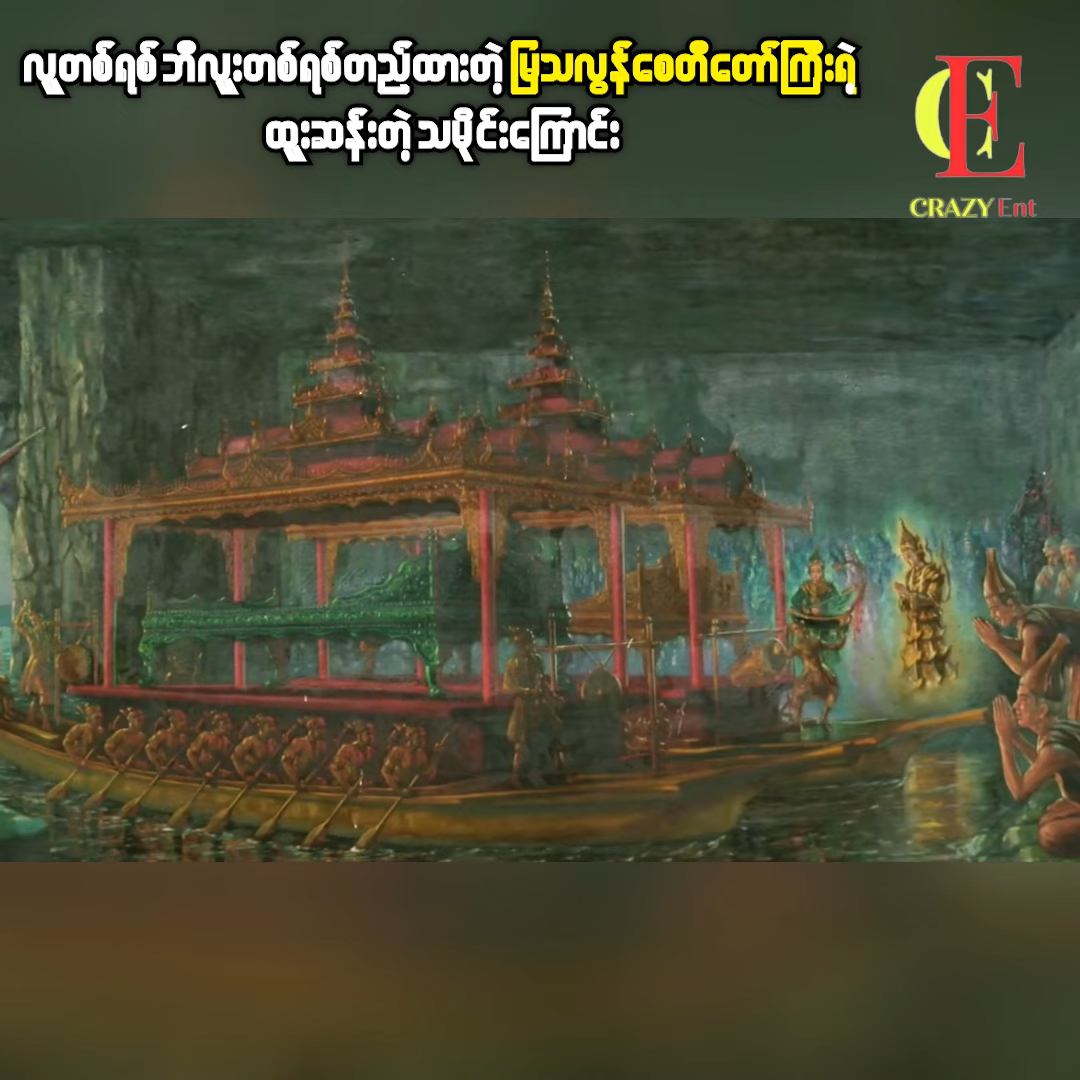 လူတစ်ရစ် ဘီလူးတစ်ရစ်တည်ထားတဲ့ မြသလွန်စေတီတော်ကြီးရဲ့
ထူးဆန်းတဲ့ သမိုင်းကြောင်း
CE
CRAZY Ent